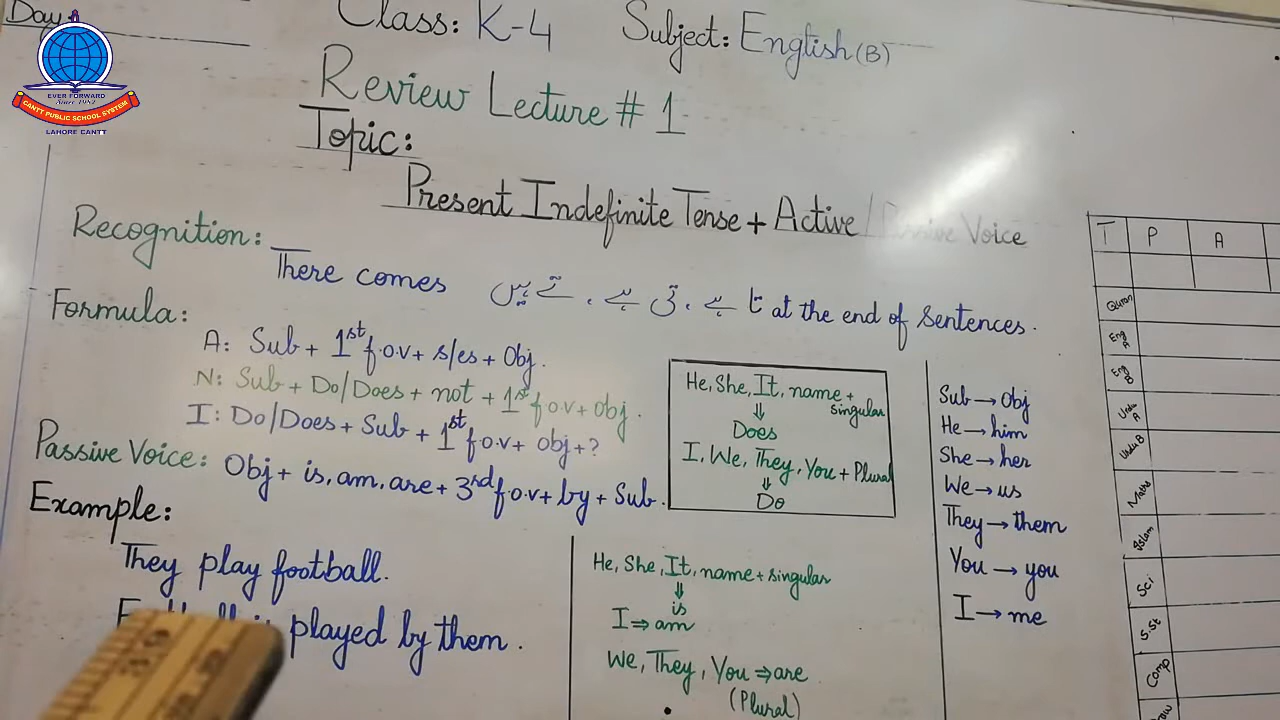 Day
EVER FORWARD
Since 1982
CANTT PUBLIC SCHOOL SYSTEM
LAHORE CANTT
Class: K-4 Subject: English (B)
Review Lecture # 1
Topic:
Present Indefinite Tense + Active / Passive Voice
Recognition: There comes تا ہے ، تی ہے ، تے ہیں at the end of Sentences.
Formula:
A: Sub + 1st f.o.v + s/es + Obj.
N: Sub + Do/Does + not + 1st f.o.v + obj.
I: Do/Does + Sub + 1st f.o.v + obj + ?
Passive Voice: Obj + is, am, are + 3rd f.o.v + by + Sub.
Example:
They play football.
played by them.
He, She, It, name + singular
⇓
Does
I, We, They, You + Plural
⇓
Do
He, She, It, name + singular
⇓
is
I ⇒ am
We, They, You ⇒ are
(Plural)
Sub → Obj
He → him
She → her
We → us
They → them
You → you
I → me
T P A
Quran
Eng A
Eng B
Urdu A
Urdu B
Maths
Islam
Sci
S.St
Comp